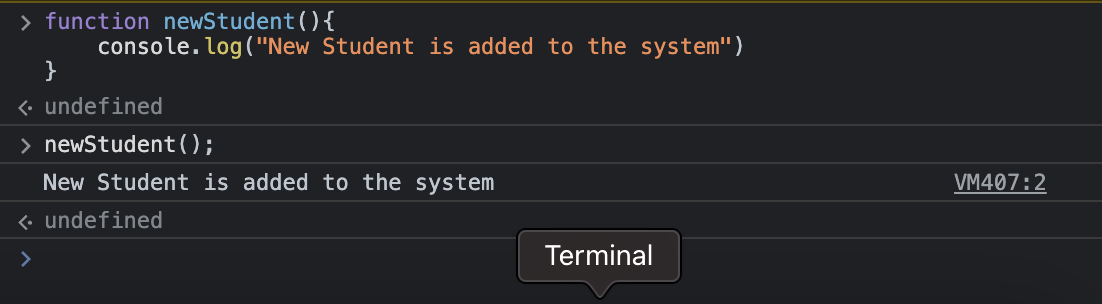 function newStudent(){
    console.log("New Student is added to the system")
}
undefined
newStudent();
New Student is added to the system VM407:2
undefined
Terminal